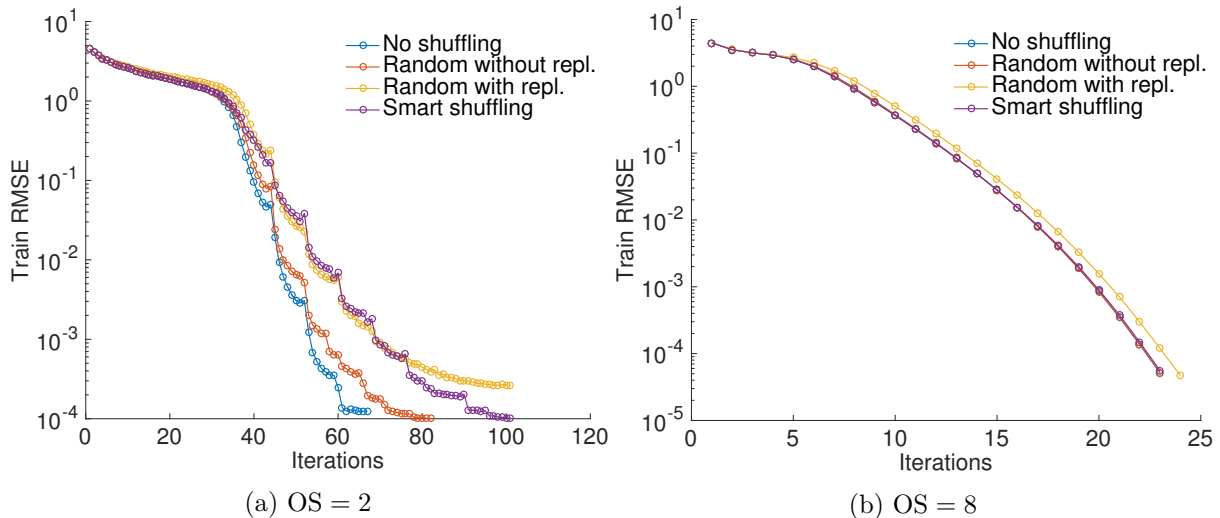 10^1
10^0
10^-1
10^-2
10^-3
10^-4
Train RMSE
No shuffling
Random without repl.
Random with repl.
Smart shuffling
0 20 40 60 80 100 120
Iterations
(a) OS = 2
10^2
10^0
10^-1
10^-2
10^-3
10^-4
10^-5
Train RMSE
No shuffling
Random without repl.
Random with repl.
Smart shuffling
0 5 10 15 20 25
Iterations
(b) OS = 8